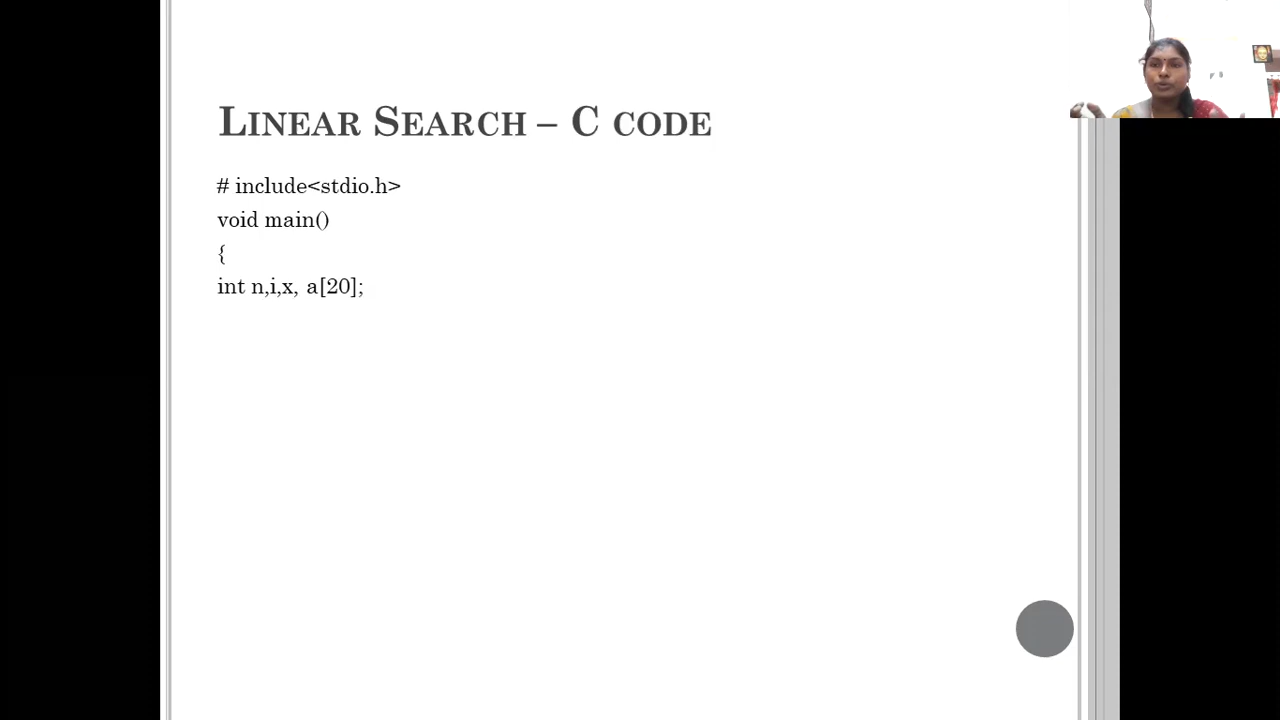 LINEAR SEARCH – C CODE
# include<stdio.h>
void main()
{
int n,i,x, a[20];